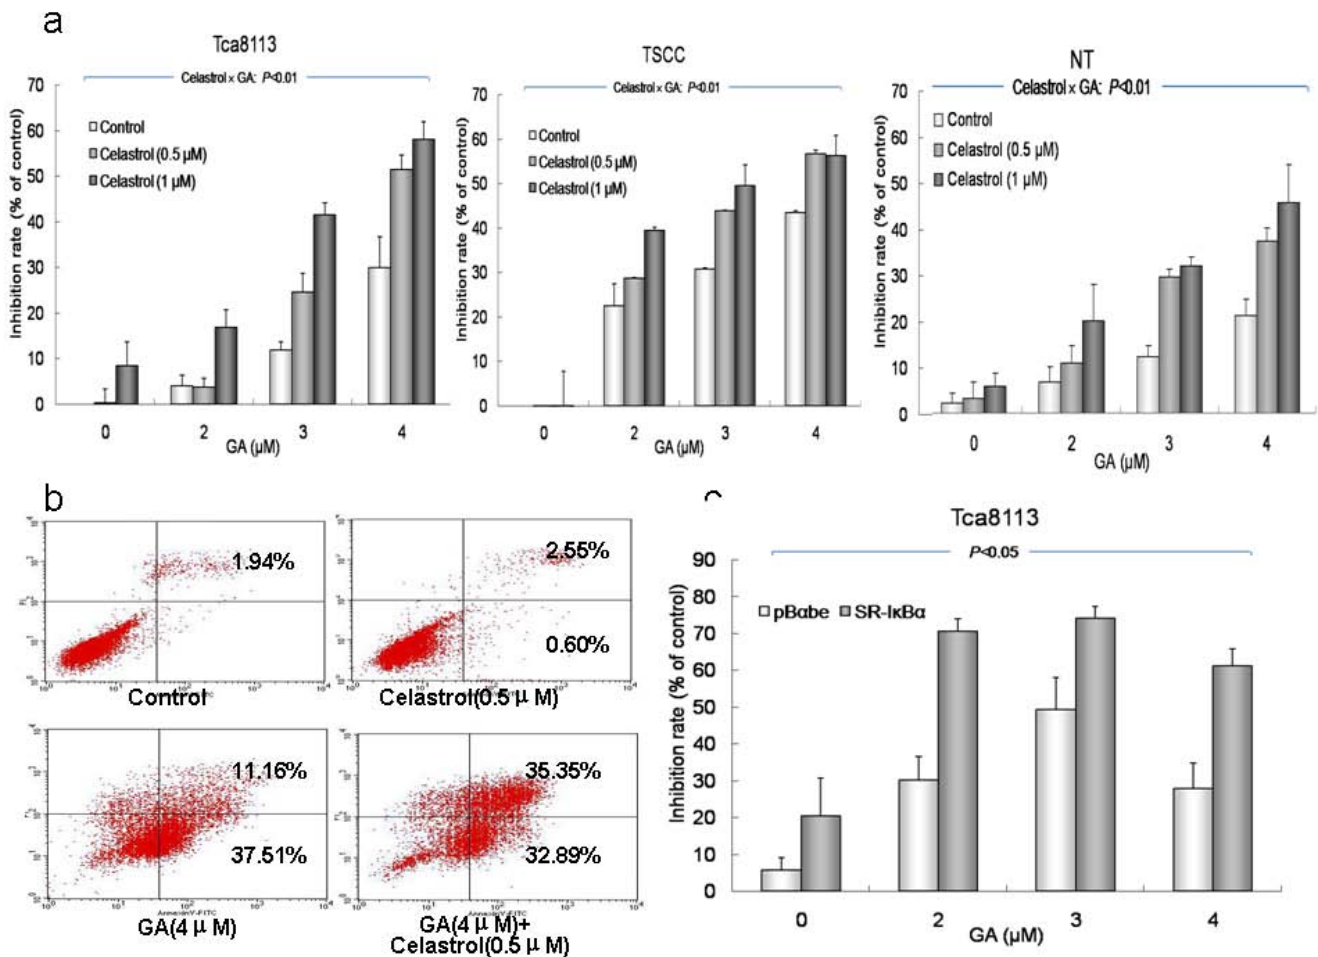 a
Tca8113
Celastrol × GA: P<0.01
Inhibition rate (% of control)
70
60
50
40
30
20
10
0
Control
Celastrol (0.5 μM)
Celastrol (1 μM)
0 2 3 4
GA (μM)
TSCC
Celastrol × GA: P<0.01
Inhibition rate (% of control)
70
60
50
40
30
20
10
0
Control
Celastrol (0.5 μM)
Celastrol (1 μM)
0 2 3 4
GA (μM)
NT
Celastrol × GA: P<0.01
Inhibition rate (% of control)
70
60
50
40
30
20
10
0
Control
Celastrol (0.5 μM)
Celastrol (1 μM)
0 2 3 4
GA (μM)
b
1.94%
Control
2.55%
0.60%
Celastrol(0.5 μ M)
11.16%
37.51%
AnnexinV-FITC
GA(4 μ M)
35.35%
32.89%
AnnexinV-FITC
GA(4 μ M)+
Celastrol(0.5 μ M)
Tca8113
P<0.05
Inhibition rate (% of control)
90
80
70
60
50
40
30
20
10
0
pBαbe SR-IκBα
0 2 3 4
GA (μM)